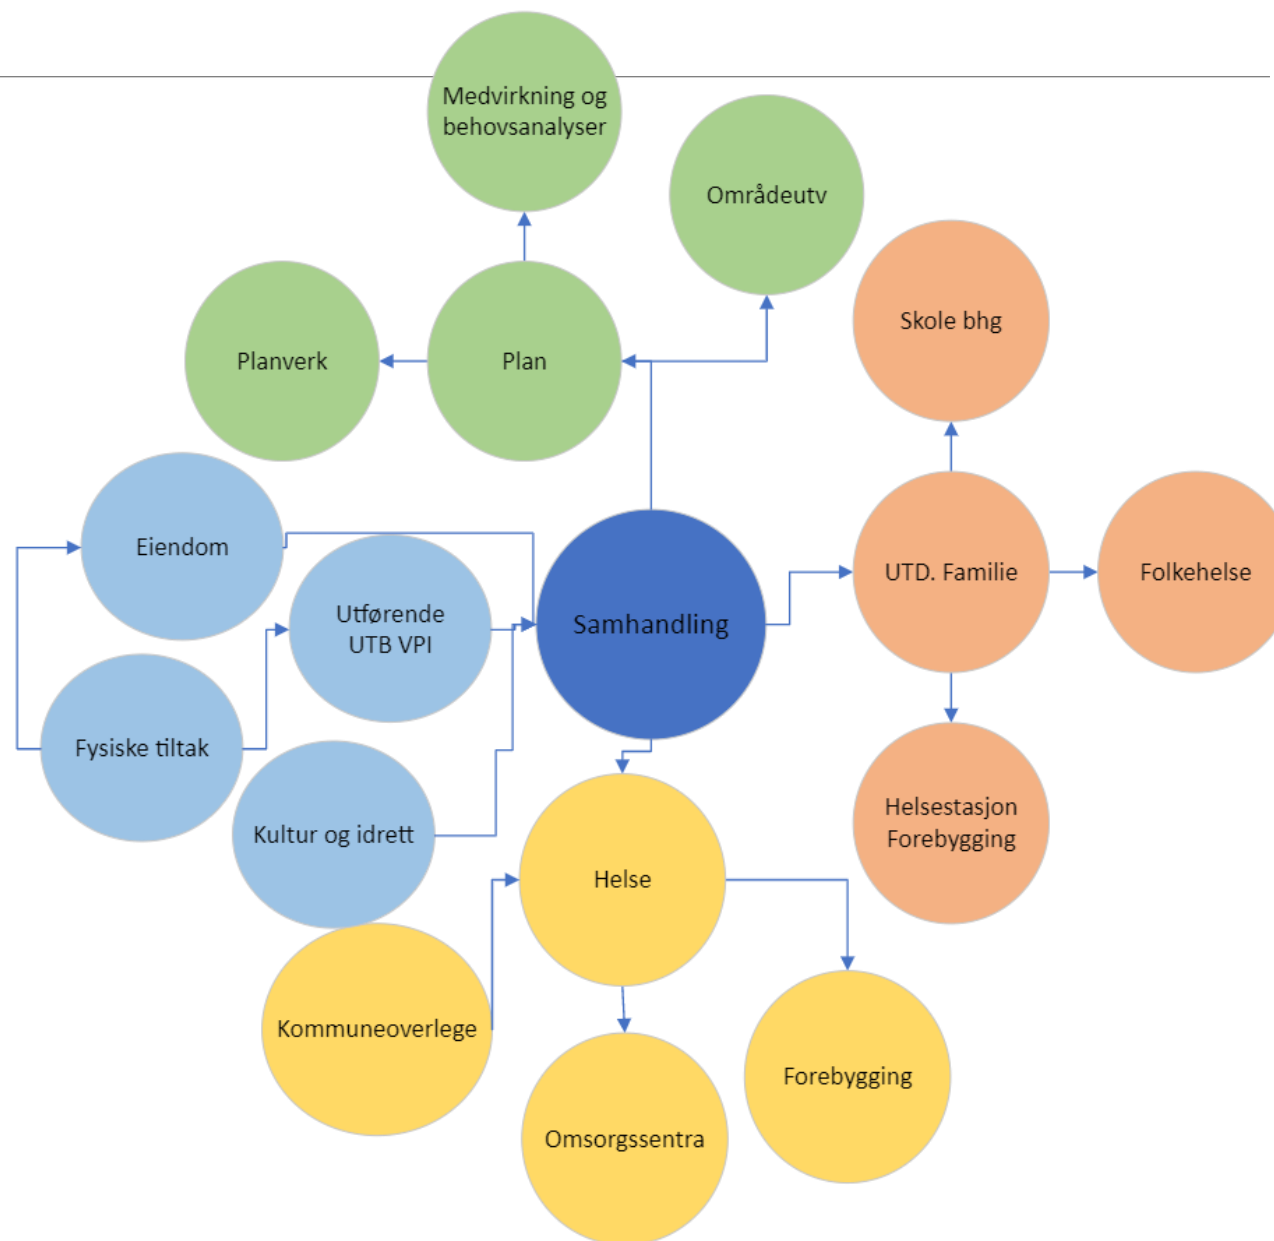 Medvirkning og
behovsanalyser
Områdeutv
Skole bhg
Planverk
Plan
Eiendom
Utførende
UTB VPI
Samhandling
UTD. Familie
Folkehelse
Fysiske tiltak
Kultur og idrett
Helsestasjon
Forebygging
Helse
Kommuneoverlege
Omsorgssentra
Forebygging